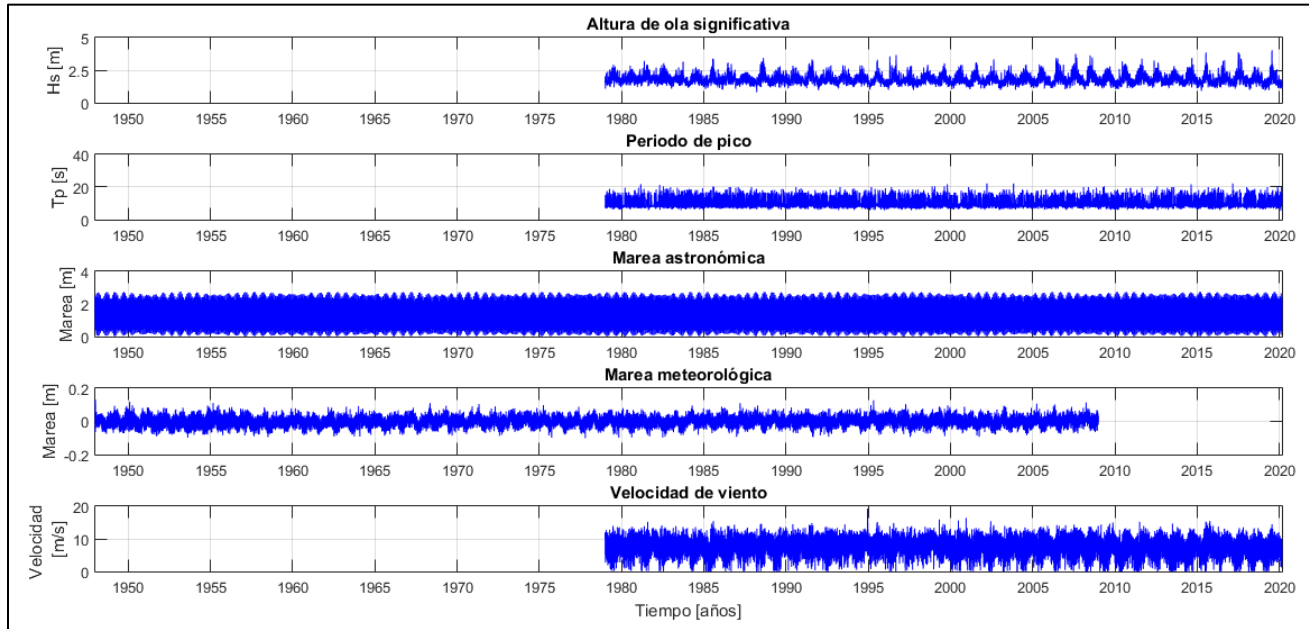 Altura de ola significativa
5
2.5
0
Hs [m]
1950 1955 1960 1965 1970 1975 1980 1985 1990 1995 2000 2005 2010 2015 2020
Periodo de pico
40
20
0
Tp [s]
1950 1955 1960 1965 1970 1975 1980 1985 1990 1995 2000 2005 2010 2015 2020
Marea astronómica
4
2
0
Marea [m]
1950 1955 1960 1965 1970 1975 1980 1985 1990 1995 2000 2005 2010 2015 2020
Marea meteorológica
0.2
0
-0.2
Marea [m]
1950 1955 1960 1965 1970 1975 1980 1985 1990 1995 2000 2005 2010 2015 2020
Velocidad de viento
20
10
0
Velocidad
[m/s]
1950 1955 1960 1965 1970 1975 1980 1985 1990 1995 2000 2005 2010 2015 2020
Tiempo [años]